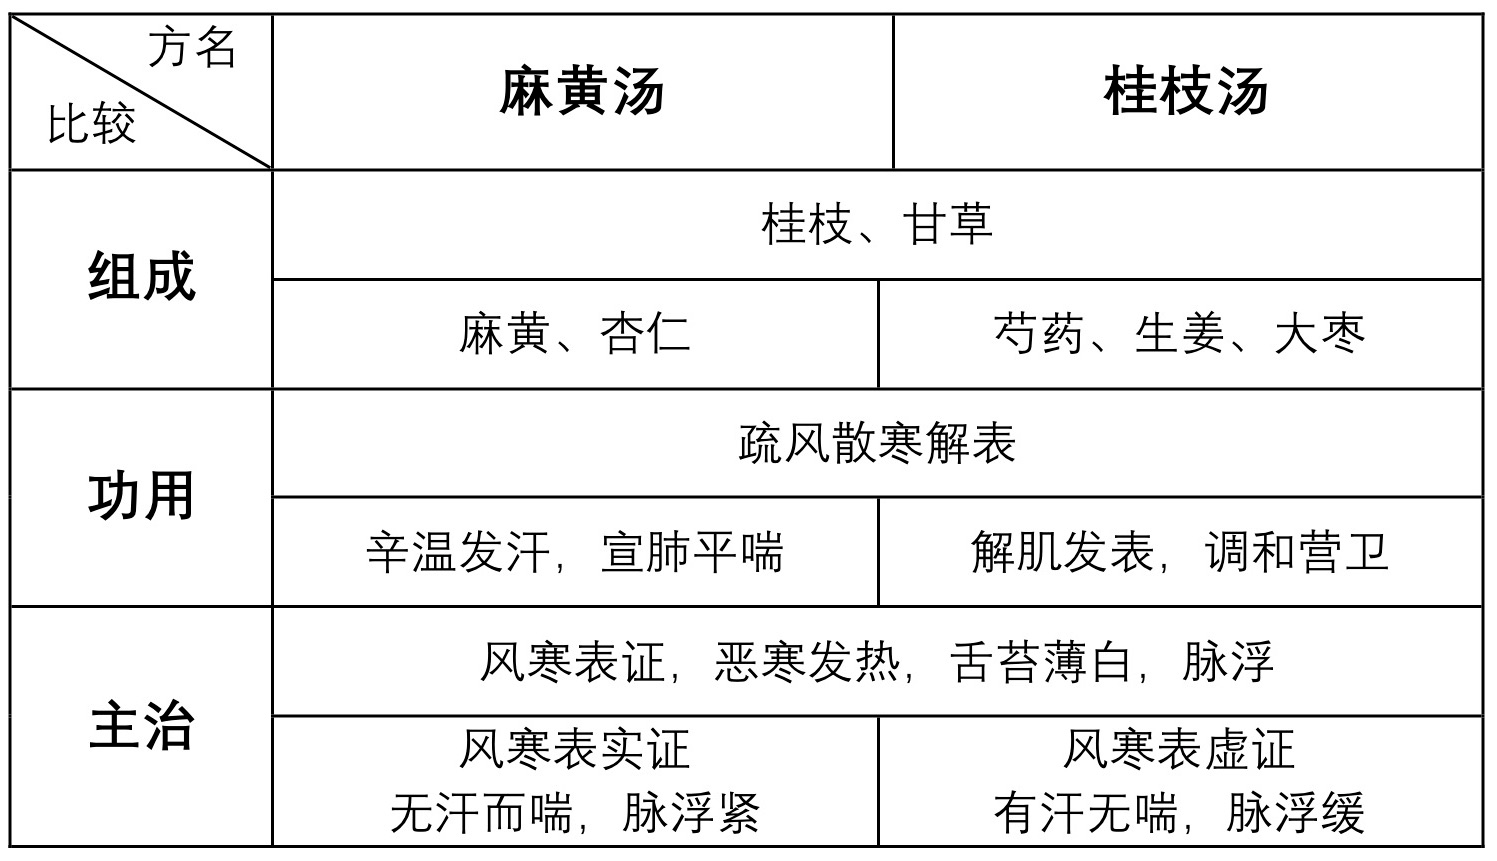 方名
比较
麻黄汤
桂枝汤
组成
桂枝、甘草
麻黄、杏仁
芍药、生姜、大枣
功用
疏风散寒解表
辛温发汗，宣肺平喘
解肌发表，调和营卫
主治
风寒表证，恶寒发热，舌苔薄白，脉浮
风寒表实证
无汗而喘，脉浮紧
风寒表虚证
有汗无喘，脉浮缓